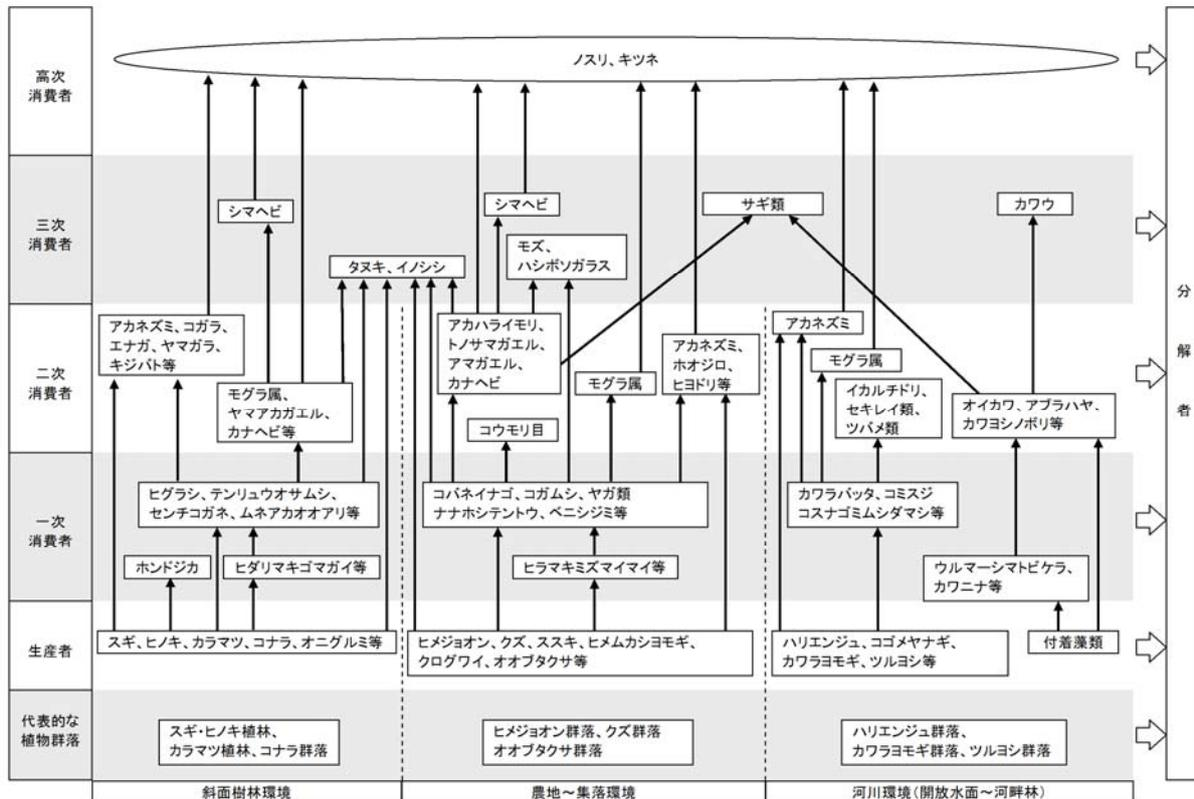 高次
消費者
ノスリ、キツネ
三次
消費者
シマヘビ
シマヘビ
サギ類
カワウ
モズ、
ハシボソガラス
タヌキ、イノシシ
二次
消費者
アカネズミ、コガラ、
エナガ、ヤマガラ、
キジバト等
モグラ属、
ヤマアカガエル、
カナヘビ等
アカハライモリ、
トノサマガエル、
アマガエル、
カナヘビ
コウモリ目
モグラ属
アカネズミ、
ホオジロ、
ヒヨドリ等
アカネズミ
モグラ属
イカルチドリ、
セキレイ類、
ツバメ類
オイカワ、アブラハヤ、
カワヨシノボリ等
一次
消費者
ヒグラシ、テンリュウオサムシ、
センチコガネ、ムネアカオオアリ等
ホンドジカ
ヒダリマキゴマガイ等
コバネイナゴ、コガムシ、ヤガ類
ナナホシテントウ、ベニシジミ等
ヒラマキミズマイマイ等
カワラバッタ、コミスジ
コスナゴミムシダマシ等
ウルマーシマトビケラ、
カワニナ等
生産者
スギ、ヒノキ、カラマツ、コナラ、オニグルミ等
ヒメジョオン、クズ、ススキ、ヒメムカシヨモギ、
クログワイ、オオブタクサ等
ハリエンジュ、コゴメヤナギ、
カワラヨモギ、ツルヨシ等
付着藻類
代表的な
植物群落
スギ・ヒノキ植林、
カラマツ植林、コナラ群落
ヒメジョオン群落、クズ群落
オオブタクサ群落
ハリエンジュ群落、
カワラヨモギ群落、ツルヨシ群落
斜面樹林環境
農地～集落環境
河川環境(開放水面～河畔林)
分解者